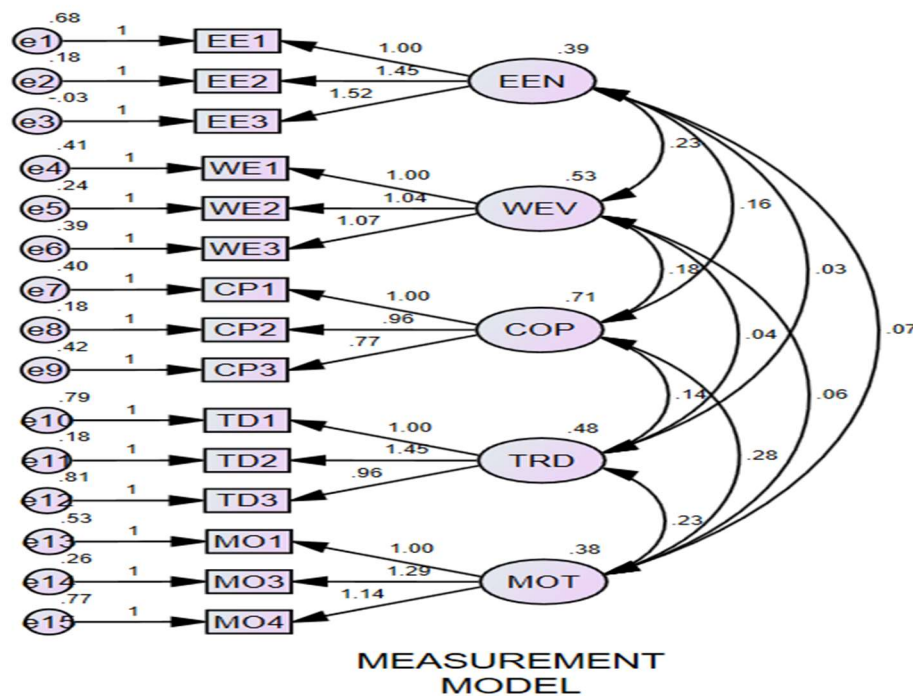 .68
e1 1 EE1 1.00 .39
.18
e2 1 EE2 1.45 EEN
-.03
e3 1 EE3 1.52
.23
.41
e4 1 WE1 1.00 .53
.24
e5 1 WE2 1.04 WEV
.16
.39
e6 1 WE3 1.07
.18 .03
.40
e7 1 CP1 1.00 .71
.18
e8 1 CP2 .96 COP
.04 .07
.42
e9 1 CP3 .77
.14 .06
.79
e10 1 TD1 1.00 .48
.18
e11 1 TD2 1.45 TRD
.28
.81
e12 1 TD3 .96
.23
.53
e13 1 MO1 1.00 .38
.26
e14 1 MO3 1.29 MOT
.77
e15 1 MO4 1.14
MEASUREMENT
MODEL